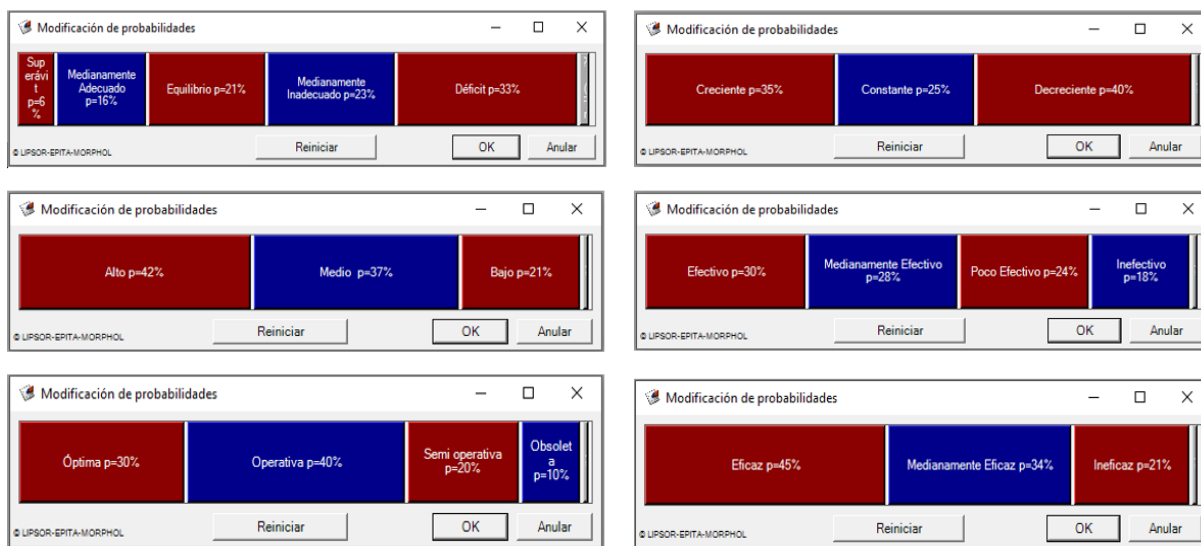 Modificación de probabilidades
Sup
erávi
t
p=6
%
Medianamente
Adecuado
p=16%
Equilibrio p=21%
Medianamente
Inadecuado p=23%
Déficit p=33%
© LIPSOR-EPITA-MORPHOL
Reiniciar
OK
Anular
Modificación de probabilidades
Creciente p=35%
Constante p=25%
Decreciente p=40%
© LIPSOR-EPITA-MORPHOL
Reiniciar
OK
Anular
Modificación de probabilidades
Alto p=42%
Medio p=37%
Bajo p=21%
© LIPSOR-EPITA-MORPHOL
Reiniciar
OK
Anular
Modificación de probabilidades
Efectivo p=30%
Medianamente Efectivo
p=28%
Poco Efectivo p=24%
Inefectivo
p=18%
© LIPSOR-EPITA-MORPHOL
Reiniciar
OK
Anular
Modificación de probabilidades
Óptima p=30%
Operativa p=40%
Semi operativa
p=20%
Obsolet
a
p=10%
© LIPSOR-EPITA-MORPHOL
Reiniciar
OK
Anular
Modificación de probabilidades
Eficaz p=45%
Medianamente Eficaz p=34%
Ineficaz p=21%
© LIPSOR-EPITA-MORPHOL
Reiniciar
OK
Anular